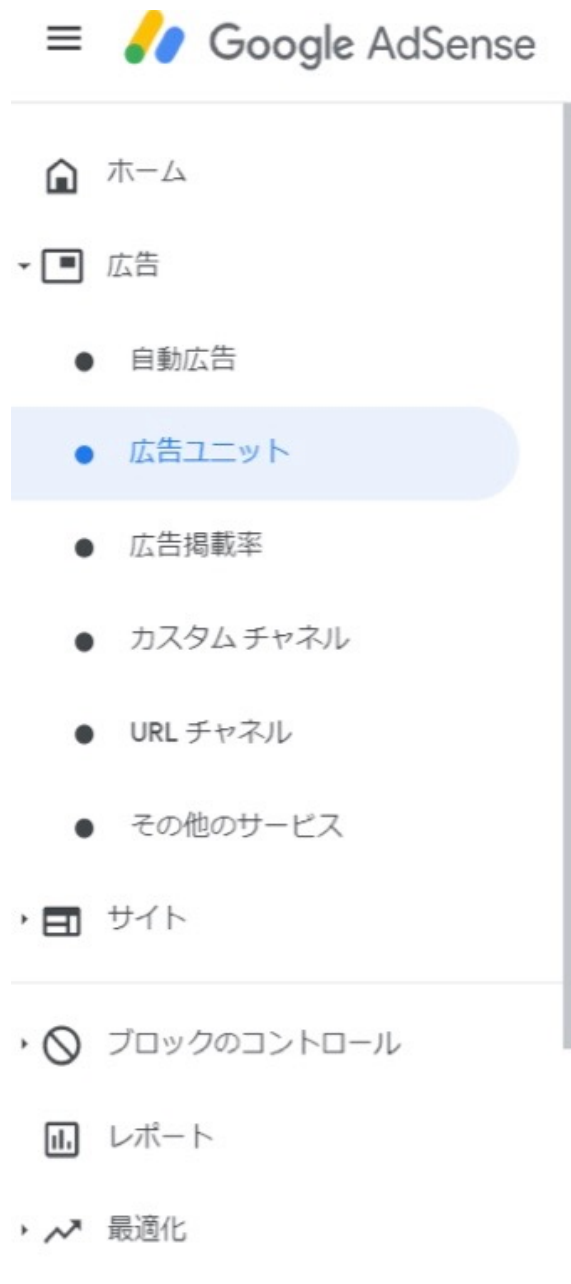 Google AdSense
ホーム
広告
自動広告
広告ユニット
広告掲載率
カスタム チャネル
URL チャネル
その他のサービス
サイト
ブロックのコントロール
レポート
最適化